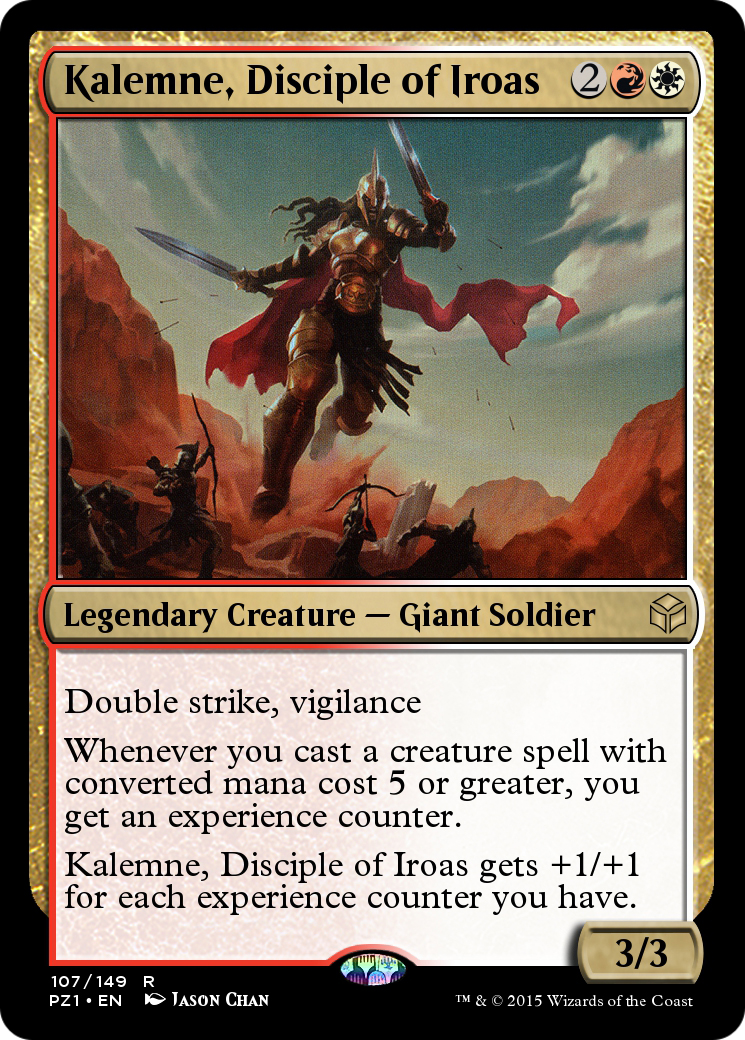 Kalemne, Disciple of Iroas 2
Legendary Creature — Giant Soldier
Double strike, vigilance
Whenever you cast a creature spell with
converted mana cost 5 or greater, you
get an experience counter.
Kalemne, Disciple of Iroas gets +1/+1
for each experience counter you have.
3/3
107/149 R
PZ1 • EN Jason Chan
™ & © 2015 Wizards of the Coast